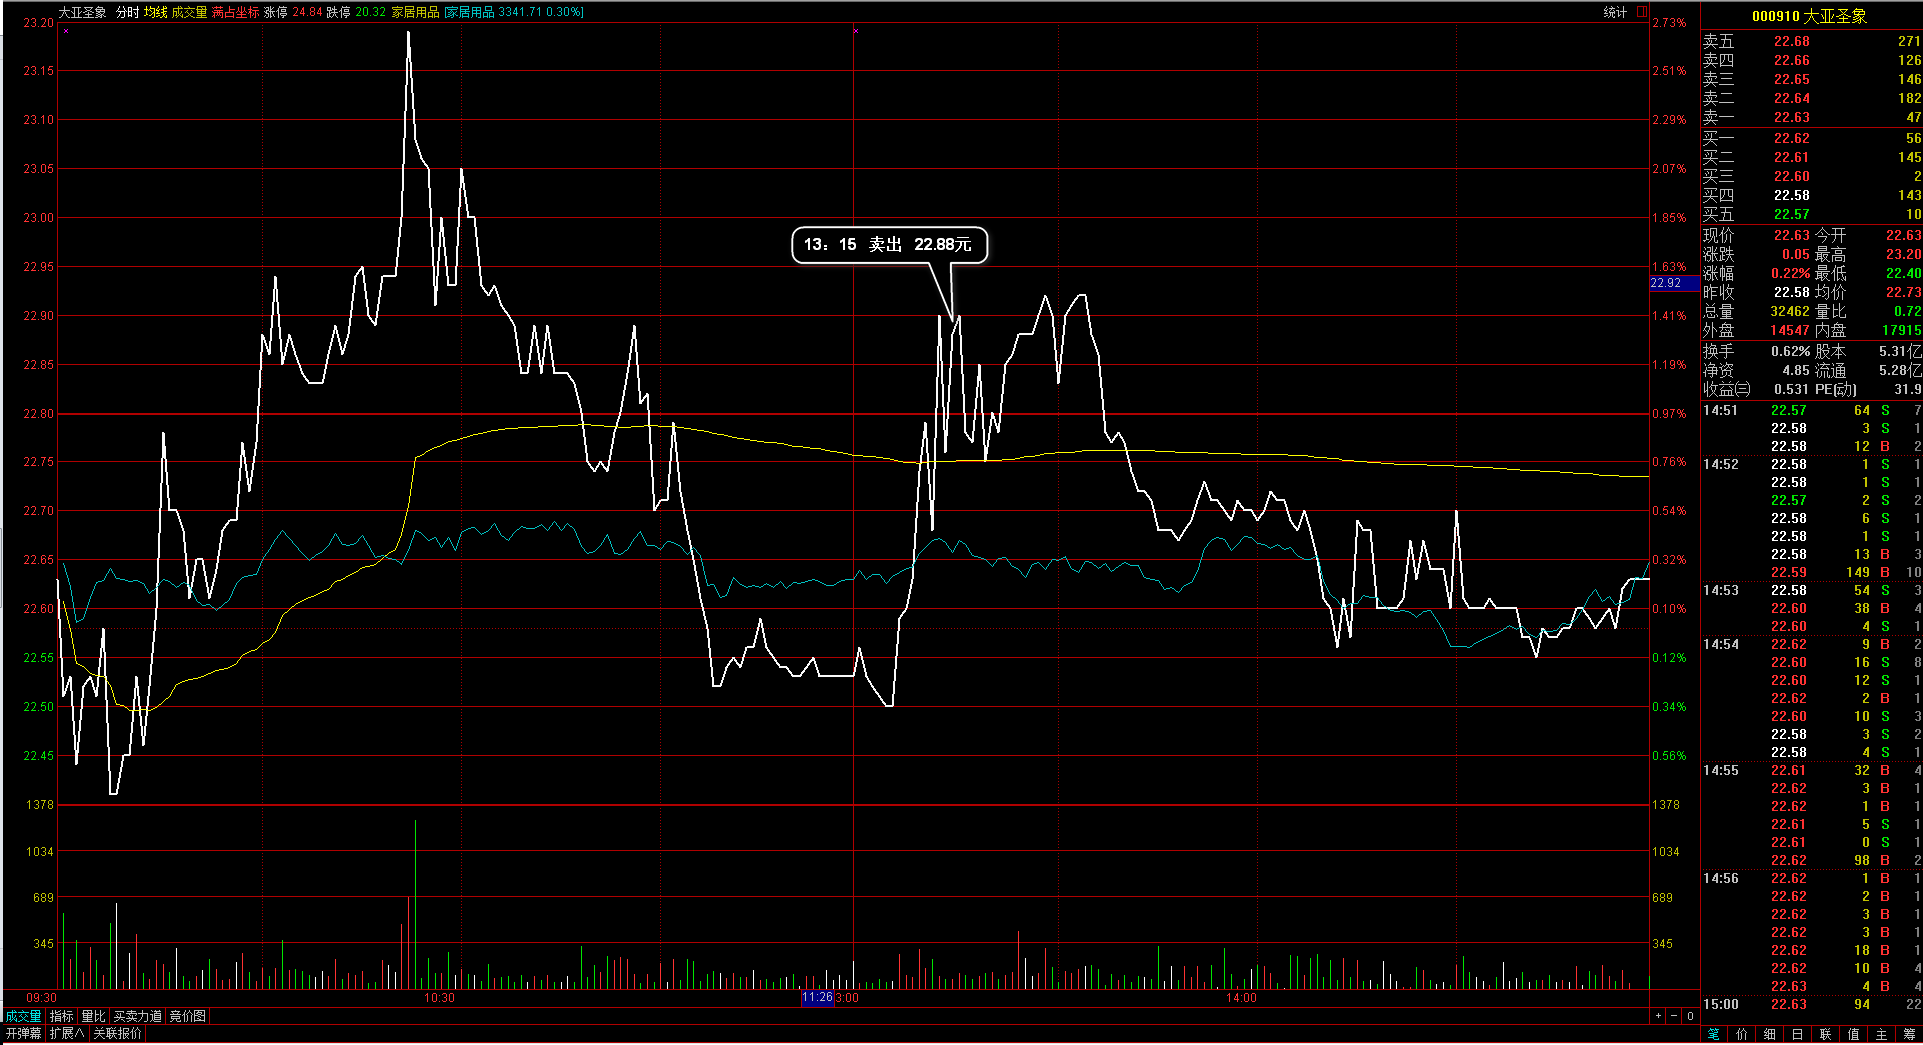 大亚圣象 分时 均线 成交量 满占坐标 涨停 24.84 跌停 20.32 家居用品 [家居用品 3341.71 0.30%] 统计
23.20 2.73%
23.15 2.51%
23.10 2.29%
23.05 2.07%
23.00 1.85%
13：15 卖出 22.88元
22.95 1.63%
22.92
22.90 1.41%
22.85 1.19%
22.80 0.97%
22.75 0.76%
22.70 0.54%
22.65 0.32%
22.60 0.10%
22.55 0.12%
22.50 0.34%
22.45 0.56%
1378 1378
1034 1034
689 689
345 345
09:30 10:30 11:26 3:00 14:00
成交量 指标 量比 买卖力道 竞价图 + - 0
开弹幕 扩展∧ 关联报价
000910 大亚圣象
卖五 22.68 271
卖四 22.66 126
卖三 22.65 146
卖二 22.64 182
卖一 22.63 47
买一 22.62 56
买二 22.61 145
买三 22.60 2
买四 22.58 143
买五 22.57 10
现价 22.63 今开 22.63
涨跌 0.05 最高 23.20
涨幅 0.22% 最低 22.40
昨收 22.58 均价 22.73
总量 32462 量比 0.72
外盘 14547 内盘 17915
换手 0.62% 股本 5.31亿
净资 4.85 流通 5.28亿
收益㈢ 0.531 PE(动) 31.9
14:51 22.57 64 S 7
22.58 3 S 1
22.58 12 B 2
14:52 22.58 1 S 1
22.58 1 S 1
22.57 2 S 2
22.58 6 S 1
22.58 1 S 1
22.58 13 B 3
22.59 149 B 10
14:53 22.58 54 S 3
22.60 38 B 4
22.60 4 S 1
14:54 22.62 9 B 2
22.60 16 S 8
22.60 12 S 1
22.62 2 B 1
22.60 10 S 3
22.58 3 S 2
22.58 4 S 1
14:55 22.61 32 B 4
22.62 3 B 1
22.62 1 B 1
22.61 5 S 1
22.61 0 S 1
22.62 98 B 2
14:56 22.62 1 B 1
22.62 2 B 1
22.62 3 B 1
22.62 3 B 1
22.62 18 B 1
22.62 10 B 4
22.63 4 B 4
15:00 22.63 94 22
笔 价 细 日 联 值 主 筹